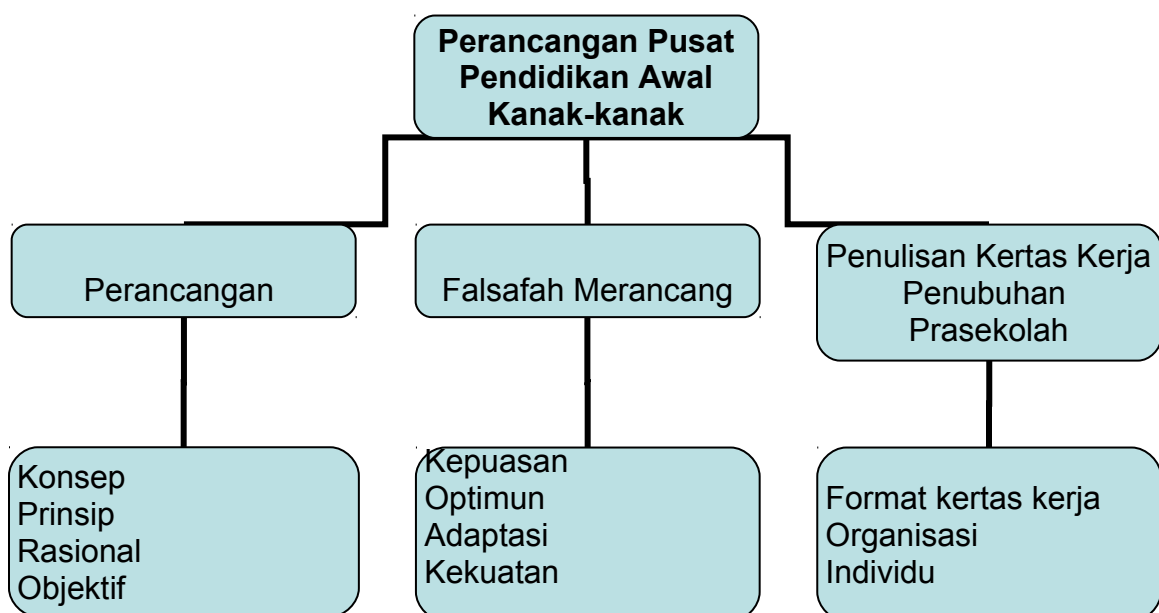 Perancangan Pusat
Pendidikan Awal
Kanak-kanak
Perancangan
Falsafah Merancang
Penulisan Kertas Kerja
Penubuhan
Prasekolah
Konsep
Prinsip
Rasional
Objektif
Kepuasan
Optimun
Adaptasi
Kekuatan
Format kertas kerja
Organisasi
Individu